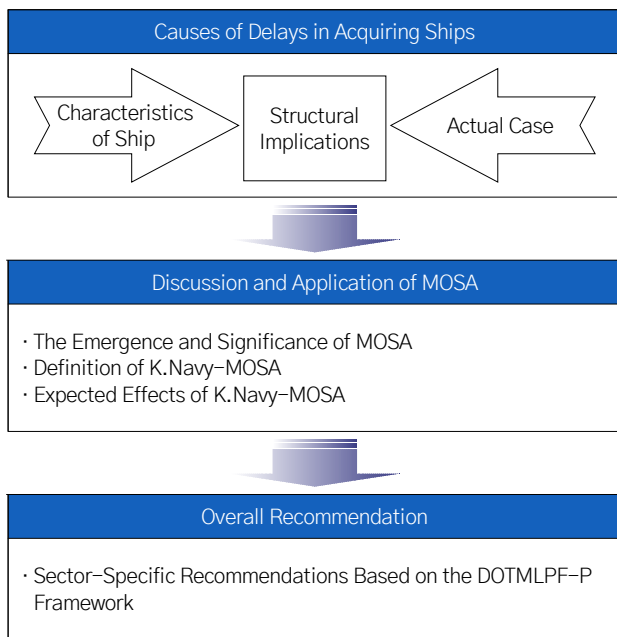 Causes of Delays in Acquiring Ships
Characteristics
of Ship
Structural
Implications
Actual Case
Discussion and Application of MOSA
· The Emergence and Significance of MOSA
· Definition of K.Navy-MOSA
· Expected Effects of K.Navy-MOSA
Overall Recommendation
· Sector-Specific Recommendations Based on the DOTMLPF-P
Framework